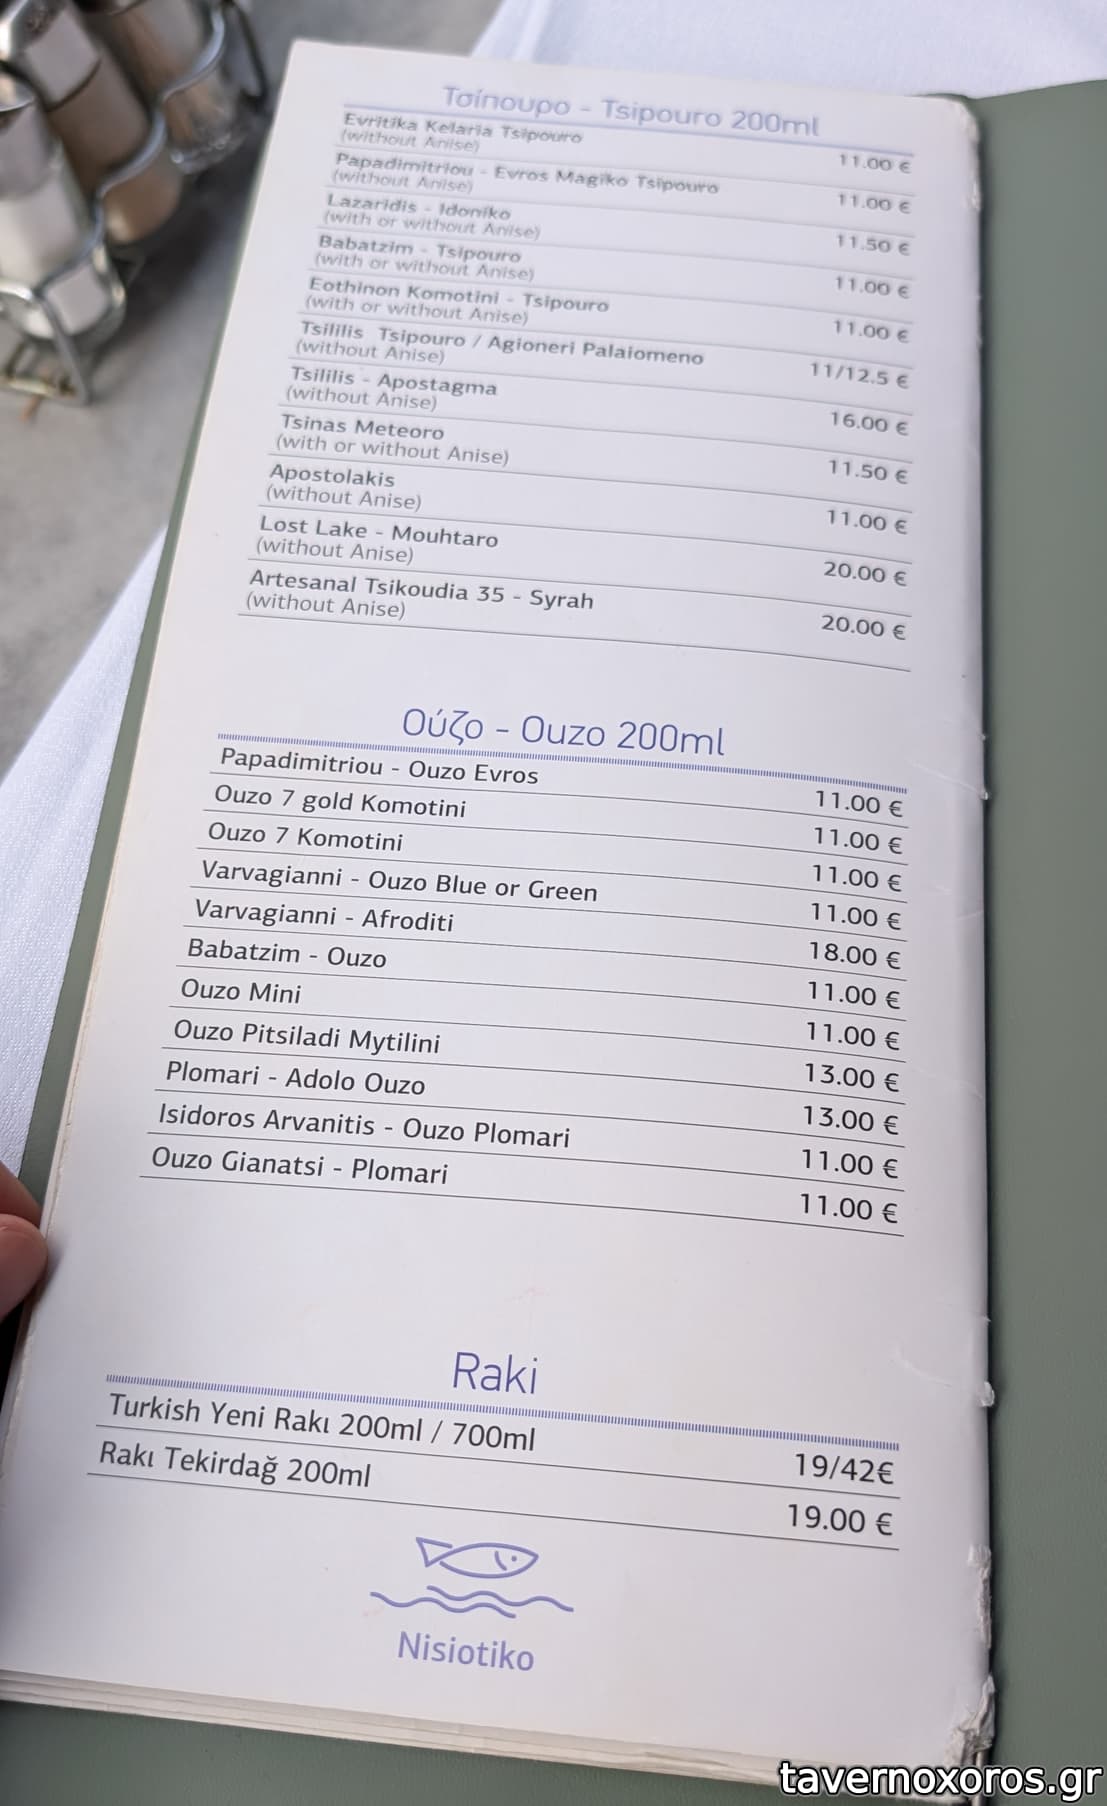 Τσίπουρο - Tsipouro 200ml
Evritika Kelaria Tsipouro
(without Anise)
11.00 €
Papadimitriou - Evros Magiko Tsipouro
(without Anise)
11.00 €
Lazaridis - Idoniko
(with or without Anise)
11.50 €
Babatzim - Tsipouro
(with or without Anise)
11.00 €
Eothinon Komotini - Tsipouro
(with or without Anise)
11.00 €
Tsililis Tsipouro / Agioneri Palaiomeno
(without Anise)
11/12.5 €
Tsililis - Apostagma
(without Anise)
16.00 €
Tsinas Meteoro
(with or without Anise)
11.50 €
Apostolakis
(without Anise)
11.00 €
Lost Lake - Mouhtaro
(without Anise)
20.00 €
Artesanal Tsikoudia 35 - Syrah
(without Anise)
20.00 €
Ούζο - Ouzo 200ml
Papadimitriou - Ouzo Evros 11.00 €
Ouzo 7 gold Komotini 11.00 €
Ouzo 7 Komotini 11.00 €
Varvagianni - Ouzo Blue or Green 11.00 €
Varvagianni - Afroditi 18.00 €
Babatzim - Ouzo 11.00 €
Ouzo Mini 11.00 €
Ouzo Pitsiladi Mytilini 13.00 €
Plomari - Adolo Ouzo 13.00 €
Isidoros Arvanitis - Ouzo Plomari 11.00 €
Ouzo Gianatsi - Plomari 11.00 €
Raki
Turkish Yeni Rakı 200ml / 700ml 19/42€
Rakı Tekirdağ 200ml 19.00 €
Nisiotiko
tavernoxoros.gr